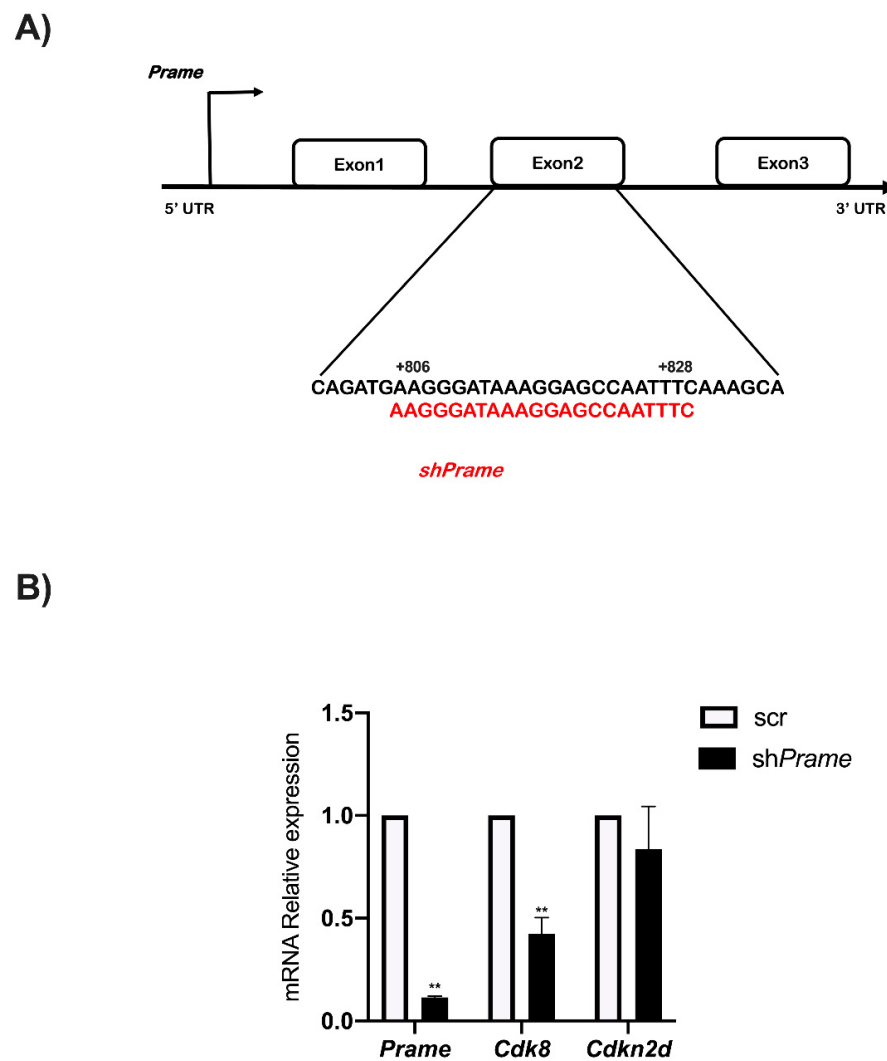 A)
Prame
Exon1 Exon2 Exon3
5' UTR 3' UTR
+806 +828
CAGATGAAGGGATAAAGGAGCCAATTTCAAAGCA
AAGGGATAAAGGAGCCAATTTC
shPrame
B)
mRNA Relative expression
1.5
1.0
0.5
0.0
scr
shPrame
** **
Prame Cdk8 Cdkn2d